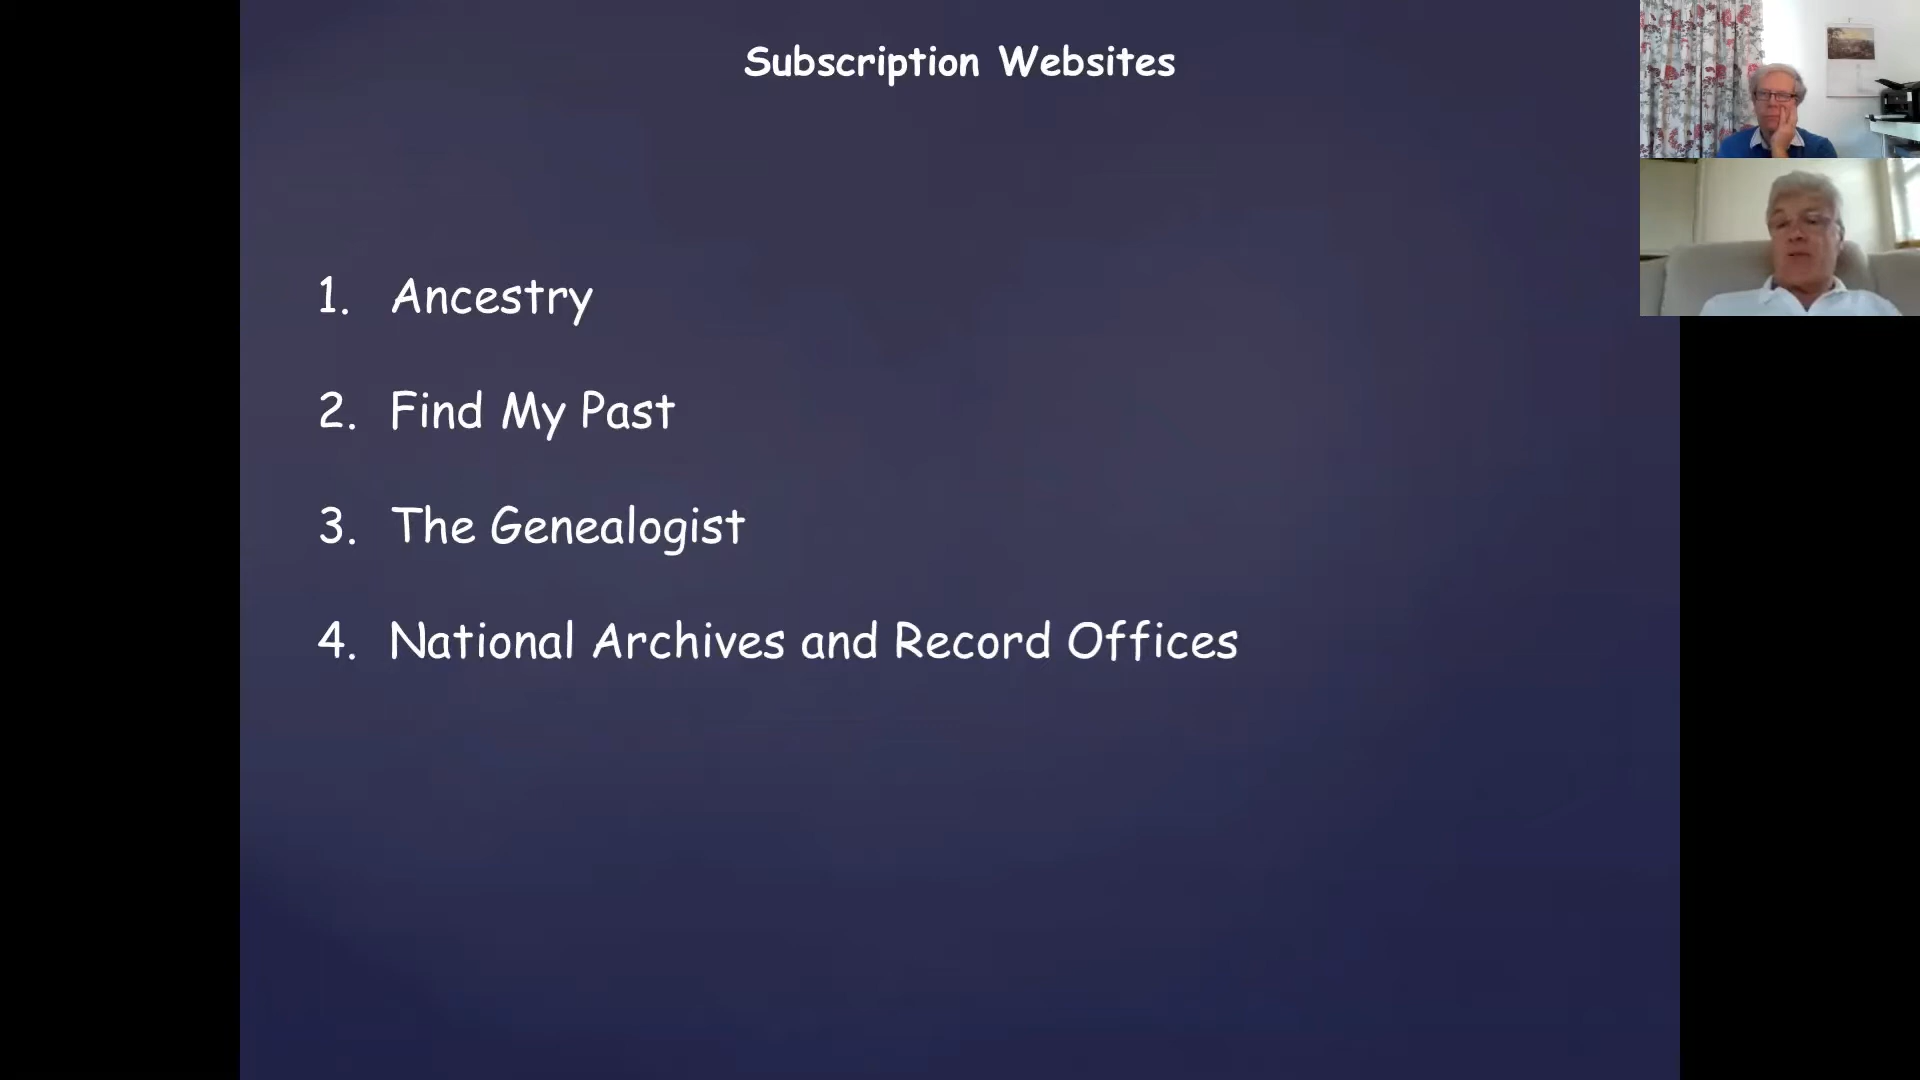 Subscription Websites
1. Ancestry
2. Find My Past
3. The Genealogist
4. National Archives and Record Offices